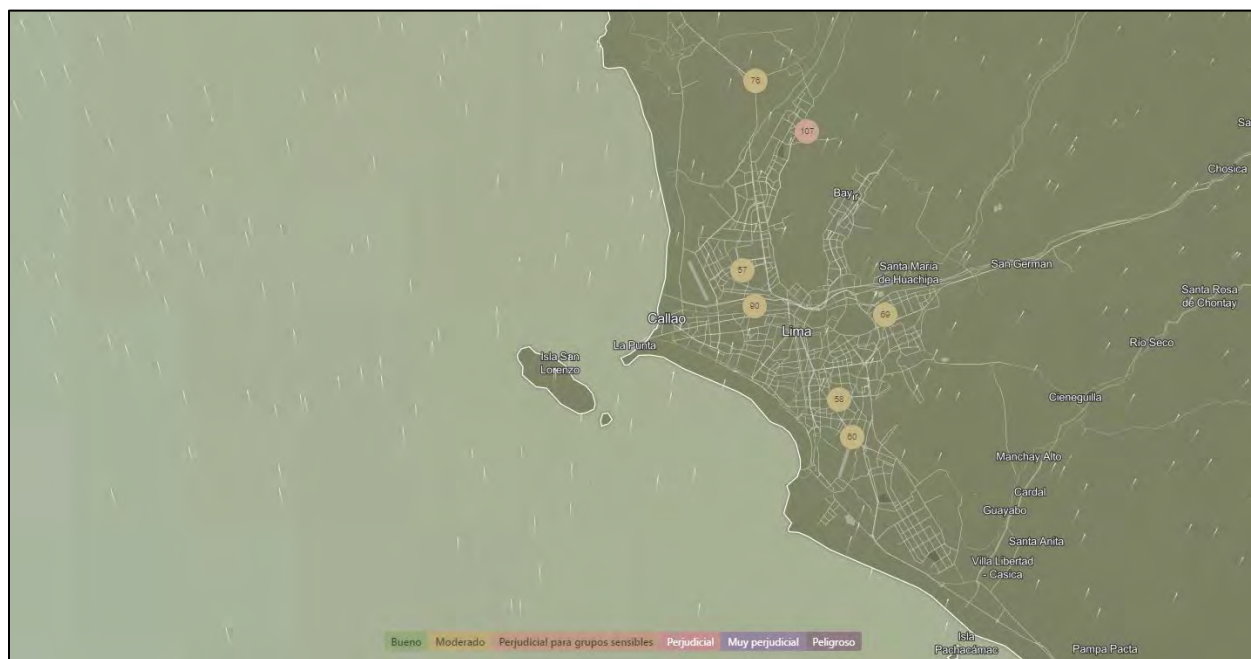 76
107
Sa
Chosica
Bay
Santa María
de Huachipa
San German
57
Santa Rosa
de Chontay
90
69
Callao
Lima
La Punta
Río Seco
Isla San
Lorenzo
58
Cieneguilla
60
Manchay Alto
Cardal
Guayabo
Santa Anita
Villa Libertad
- Casica
Bueno Moderado Perjudicial para grupos sensibles Perjudicial Muy perjudicial Peligroso
Isla
Pachacámac
Pampa Pacta